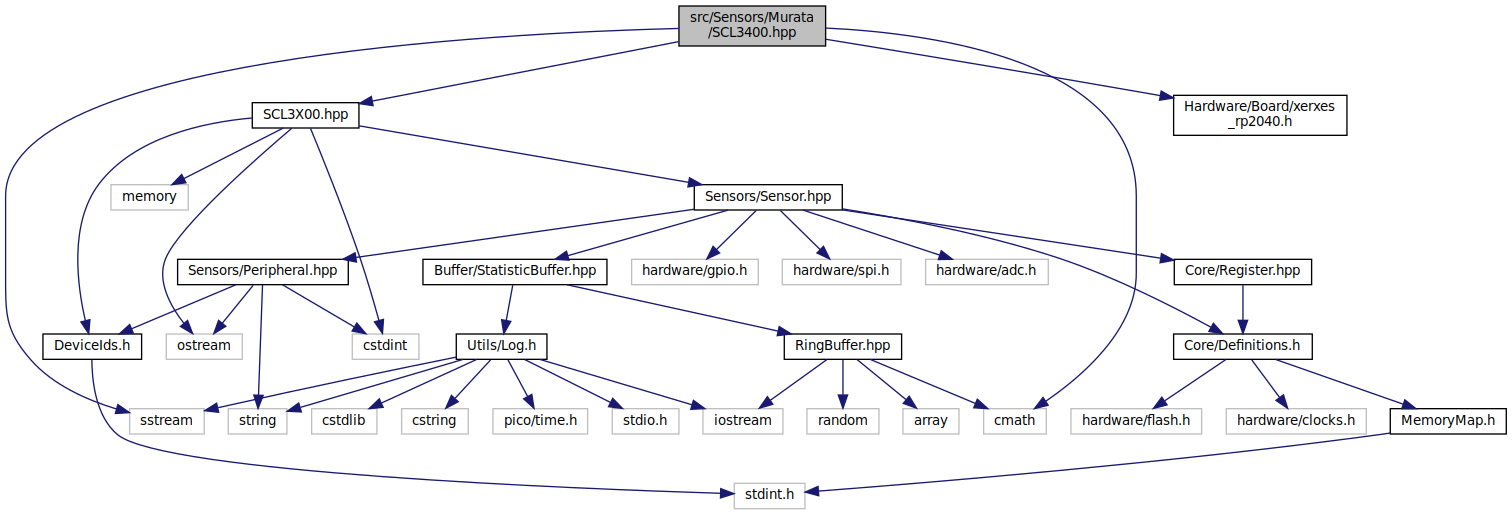 src/Sensors/Murata
/SCL3400.hpp
SCL3X00.hpp
Hardware/Board/xerxes
_rp2040.h
memory
Sensors/Sensor.hpp
Sensors/Peripheral.hpp
Buffer/StatisticBuffer.hpp
hardware/gpio.h
hardware/spi.h
hardware/adc.h
Core/Register.hpp
DeviceIds.h
ostream
cstdint
Utils/Log.h
RingBuffer.hpp
Core/Definitions.h
sstream
string
cstdlib
cstring
pico/time.h
stdio.h
iostream
random
array
cmath
hardware/flash.h
hardware/clocks.h
MemoryMap.h
stdint.h